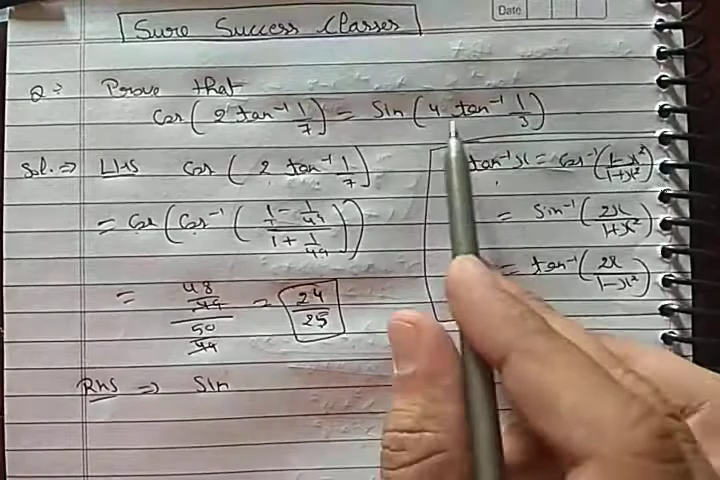 Date
Sure Success Classes
Q⇒ Prove that
Cos ( 2 tan⁻¹ 1/7 ) = Sin ( 4 tan⁻¹ 1/3 )
Sol.⇒ LHS Cos ( 2 tan⁻¹ 1/7 )
= Cos ( Cos⁻¹ ( (1 - 1/49)/(1 + 1/49) ) )
= (48/49)/(50/49) = 24/25
RHS ⇒ Sin
tan⁻¹x = Cos⁻¹ ( (1-x²)/(1+x²) )
= Sin⁻¹ ( 2x/(1+x²) )
= tan⁻¹ ( 2x/(1-x²) )